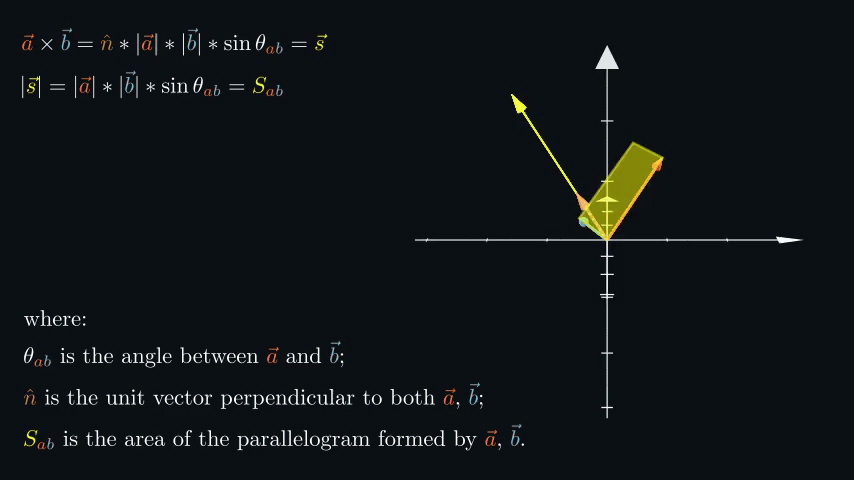 $\vec{a} \times \vec{b} = \hat{n} * |\vec{a}| * |\vec{b}| * \sin \theta_{ab} = \vec{s}$
$|\vec{s}| = |\vec{a}| * |\vec{b}| * \sin \theta_{ab} = S_{ab}$
where:
$\theta_{ab}$ is the angle between $\vec{a}$ and $\vec{b}$;
$\hat{n}$ is the unit vector perpendicular to both $\vec{a}$, $\vec{b}$;
$S_{ab}$ is the area of the parallelogram formed by $\vec{a}$, $\vec{b}$.